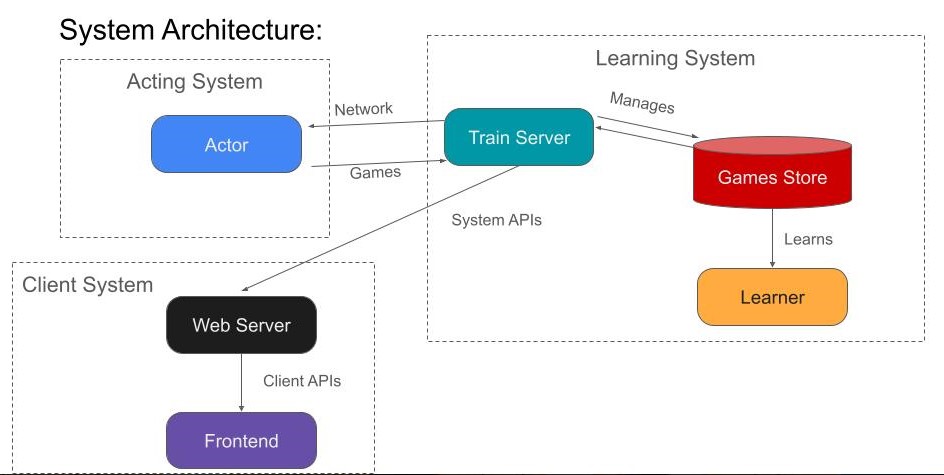 System Architecture:
Acting System
Actor
Network
Games
Learning System
Train Server
Manages
Games Store
Learns
Learner
System APIs
Client System
Web Server
Client APIs
Frontend